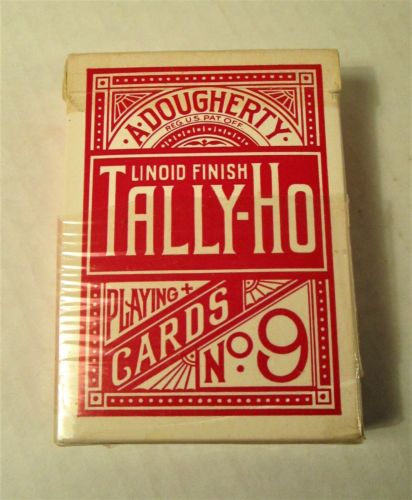 ·A·DOUGHERTY·
REG. U.S. PAT. OFF.
LINOID FINISH
TALLY-HO
PLAYING +
CARDS
No. 9